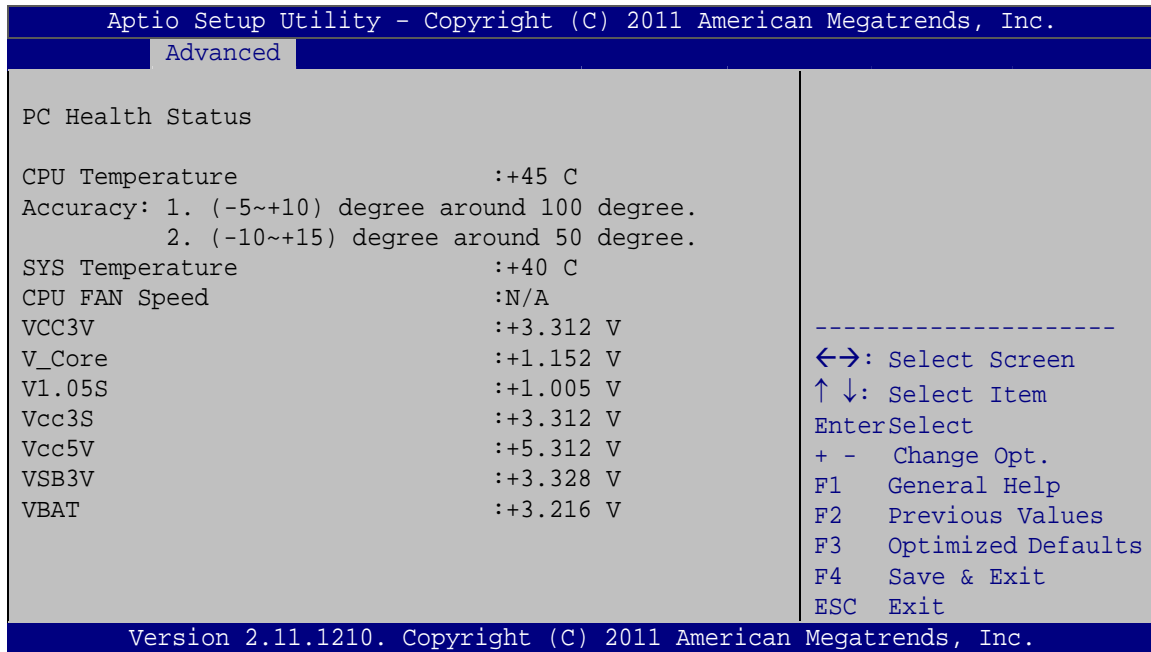 Aptio Setup Utility – Copyright (C) 2011 American Megatrends, Inc.
Advanced
PC Health Status
CPU Temperature :+45 C
Accuracy: 1. (-5~+10) degree around 100 degree.
2. (-10~+15) degree around 50 degree.
SYS Temperature :+40 C
CPU FAN Speed :N/A
VCC3V :+3.312 V
V_Core :+1.152 V
V1.05S :+1.005 V
Vcc3S :+3.312 V
Vcc5V :+5.312 V
VSB3V :+3.328 V
VBAT :+3.216 V
---------------------
←→: Select Screen
↑ ↓: Select Item
EnterSelect
+ - Change Opt.
F1 General Help
F2 Previous Values
F3 Optimized Defaults
F4 Save & Exit
ESC Exit
Version 2.11.1210. Copyright (C) 2011 American Megatrends, Inc.